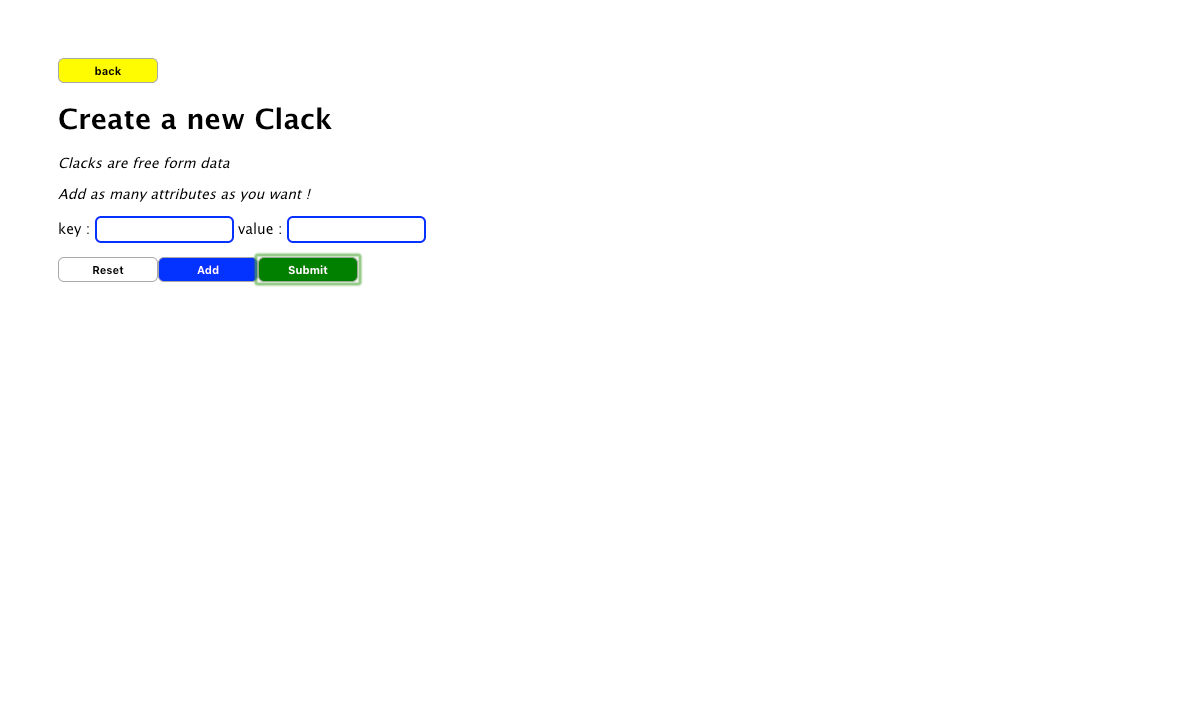 back
Create a new Clack
Clacks are free form data
Add as many attributes as you want !
key : value :
Reset Add Submit